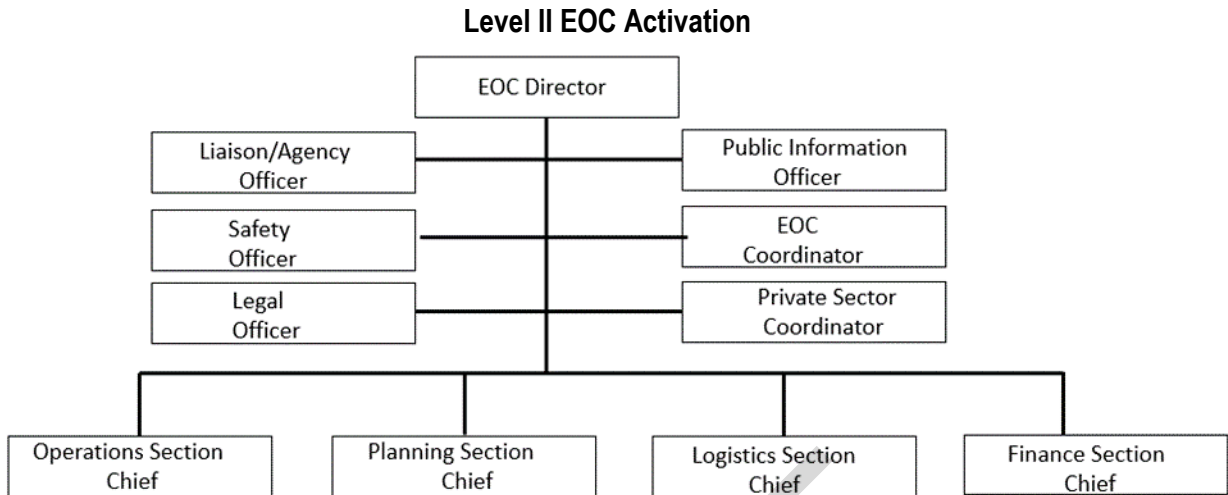 Level II EOC Activation
EOC Director
Liaison/Agency
Officer
Public Information
Officer
Safety
Officer
EOC
Coordinator
Legal
Officer
Private Sector
Coordinator
Operations Section
Chief
Planning Section
Chief
Logistics Section
Chief
Finance Section
Chief